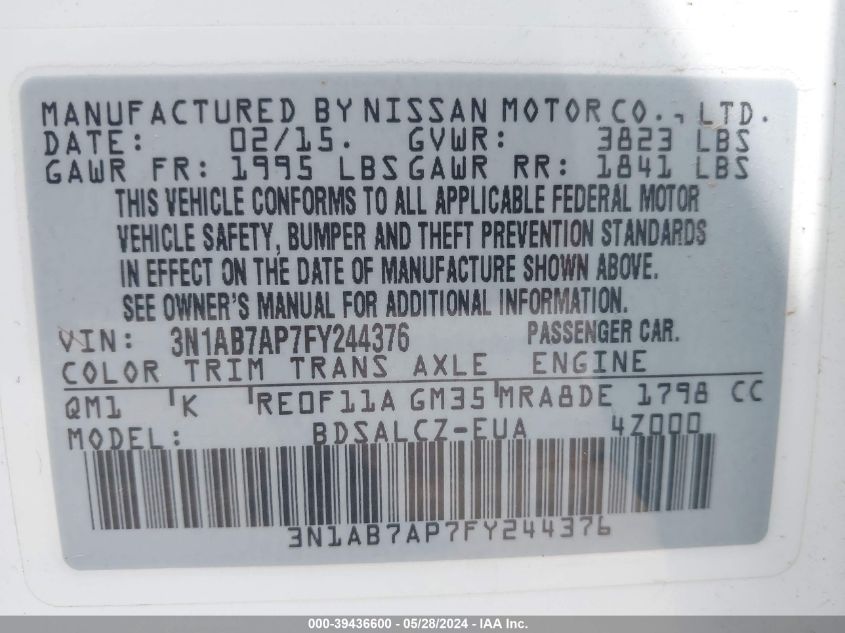 MANUFACTURED BY NISSAN MOTOR CO., LTD.
DATE: 02/15. GVWR: 3823 LBS
GAWR FR: 1995 LBS GAWR RR: 1841 LBS
THIS VEHICLE CONFORMS TO ALL APPLICABLE FEDERAL MOTOR
VEHICLE SAFETY, BUMPER AND THEFT PREVENTION STANDARDS
IN EFFECT ON THE DATE OF MANUFACTURE SHOWN ABOVE.
SEE OWNER'S MANUAL FOR ADDITIONAL INFORMATION.
VIN: 3N1AB7AP7FY244376 PASSENGER CAR.
COLOR TRIM TRANS AXLE ENGINE
QM1 K RE0F11A GM35 MRA8DE 1798 CC
MODEL: BDSALCZ-EUA 4Z000
3N1AB7AP7FY244376
000-39436600 - 05/28/2024 - IAA Inc.